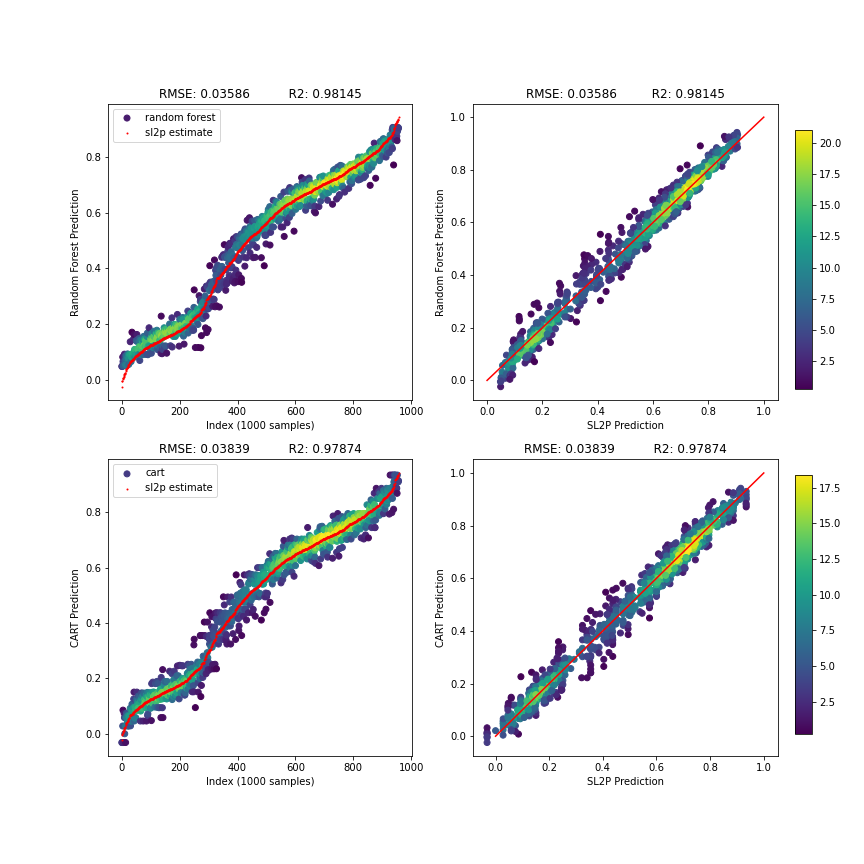 RMSE: 0.03586 R2: 0.98145
random forest
sl2p estimate
Random Forest Prediction
0.8
0.6
0.4
0.2
0.0
0 200 400 600 800 1000
Index (1000 samples)
RMSE: 0.03586 R2: 0.98145
Random Forest Prediction
1.0
0.8
0.6
0.4
0.2
0.0
0.0 0.2 0.4 0.6 0.8 1.0
SL2P Prediction
20.0
17.5
15.0
12.5
10.0
7.5
5.0
2.5
RMSE: 0.03839 R2: 0.97874
cart
sl2p estimate
CART Prediction
0.8
0.6
0.4
0.2
0.0
0 200 400 600 800 1000
Index (1000 samples)
RMSE: 0.03839 R2: 0.97874
CART Prediction
1.0
0.8
0.6
0.4
0.2
0.0
0.0 0.2 0.4 0.6 0.8 1.0
SL2P Prediction
17.5
15.0
12.5
10.0
7.5
5.0
2.5